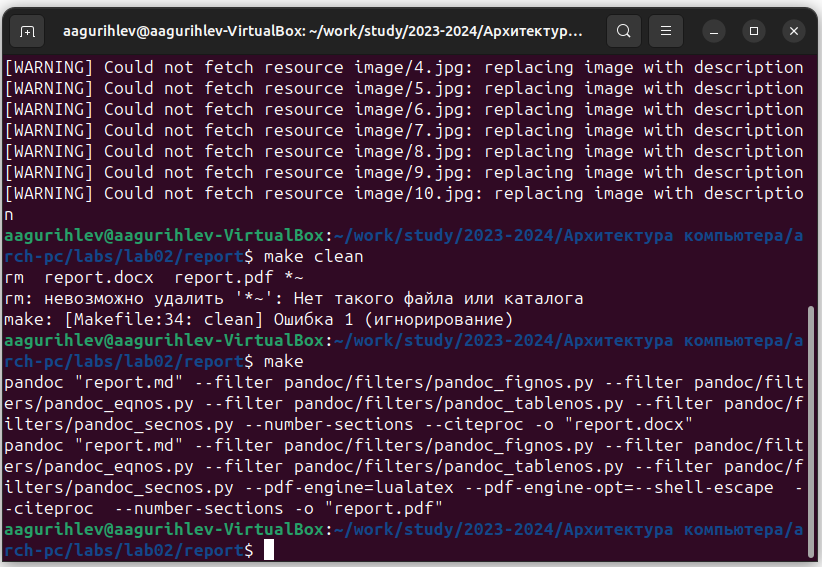 aagurihlev@aagurihlev-VirtualBox: ~/work/study/2023-2024/Архитектур...
[WARNING] Could not fetch resource image/4.jpg: replacing image with description
[WARNING] Could not fetch resource image/5.jpg: replacing image with description
[WARNING] Could not fetch resource image/6.jpg: replacing image with description
[WARNING] Could not fetch resource image/7.jpg: replacing image with description
[WARNING] Could not fetch resource image/8.jpg: replacing image with description
[WARNING] Could not fetch resource image/9.jpg: replacing image with description
[WARNING] Could not fetch resource image/10.jpg: replacing image with descriptio
n
aagurihlev@aagurihlev-VirtualBox:~/work/study/2023-2024/Архитектура компьютера/a
rch-pc/labs/lab02/report$ make clean
rm  report.docx  report.pdf *~
rm: невозможно удалить '*~': Нет такого файла или каталога
make: [Makefile:34: clean] Ошибка 1 (игнорирование)
aagurihlev@aagurihlev-VirtualBox:~/work/study/2023-2024/Архитектура компьютера/a
rch-pc/labs/lab02/report$ make
pandoc "report.md" --filter pandoc/filters/pandoc_fignos.py --filter pandoc/filt
ers/pandoc_eqnos.py --filter pandoc/filters/pandoc_tablenos.py --filter pandoc/f
ilters/pandoc_secnos.py --number-sections --citeproc -o "report.docx"
pandoc "report.md" --filter pandoc/filters/pandoc_fignos.py --filter pandoc/filt
ers/pandoc_eqnos.py --filter pandoc/filters/pandoc_tablenos.py --filter pandoc/f
ilters/pandoc_secnos.py --pdf-engine=lualatex --pdf-engine-opt=--shell-escape  -
-citeproc  --number-sections -o "report.pdf"
aagurihlev@aagurihlev-VirtualBox:~/work/study/2023-2024/Архитектура компьютера/a
rch-pc/labs/lab02/report$